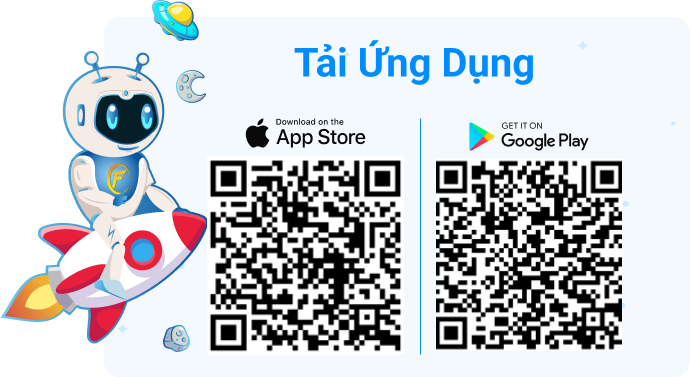 Tải Ứng Dụng
Download on the
App Store
GET IT ON
Google Play